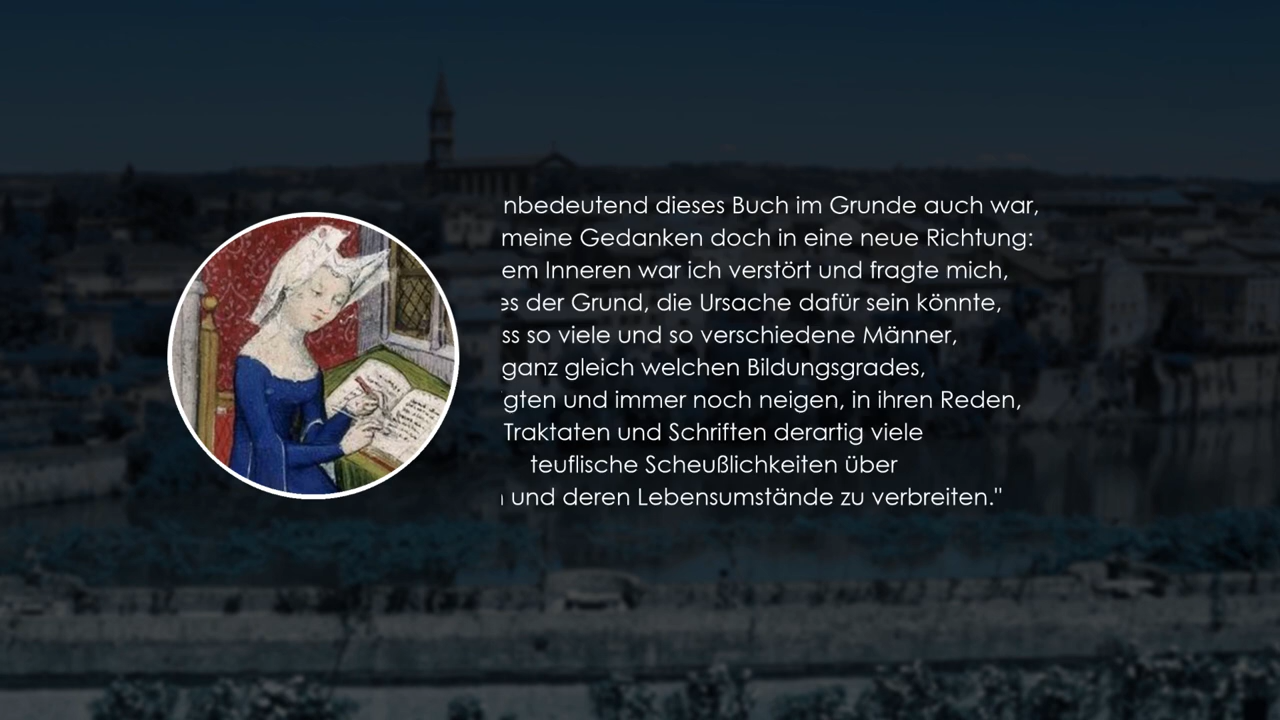 nbedeutend dieses Buch im Grunde auch war,
meine Gedanken doch in eine neue Richtung:
em Inneren war ich verstört und fragte mich,
es der Grund, die Ursache dafür sein könnte,
ss so viele und so verschiedene Männer,
ganz gleich welchen Bildungsgrades,
gten und immer noch neigen, in ihren Reden,
Traktaten und Schriften derartig viele
teuflische Scheußlichkeiten über
und deren Lebensumstände zu verbreiten."